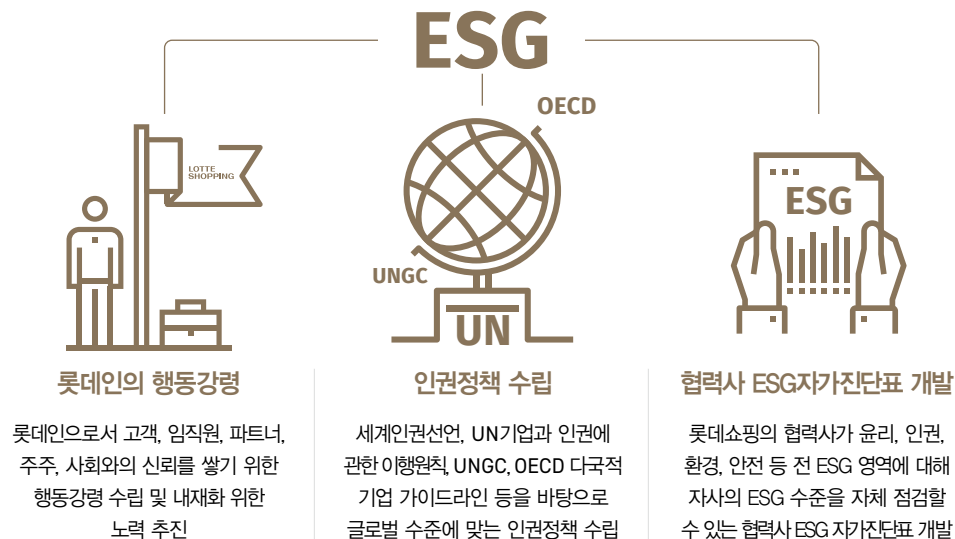 ESG
OECD
LOTTE
SHOPPING
ESG
UNGC
UN
롯데인의 행동강령
롯데인으로서 고객, 임직원, 파트너,
주주, 사회와의 신뢰를 쌓기 위한
행동강령 수립 및 내재화 위한
노력 추진
인권정책 수립
세계인권선언, UN기업과 인권에
관한 이행원칙, UNGC, OECD 다국적
기업 가이드라인 등을 바탕으로
글로벌 수준에 맞는 인권정책 수립
협력사 ESG자가진단표 개발
롯데쇼핑의 협력사가 윤리, 인권,
환경, 안전 등 전 ESG 영역에 대해
자사의 ESG 수준을 자체 점검할
수 있는 협력사 ESG 자가진단표 개발